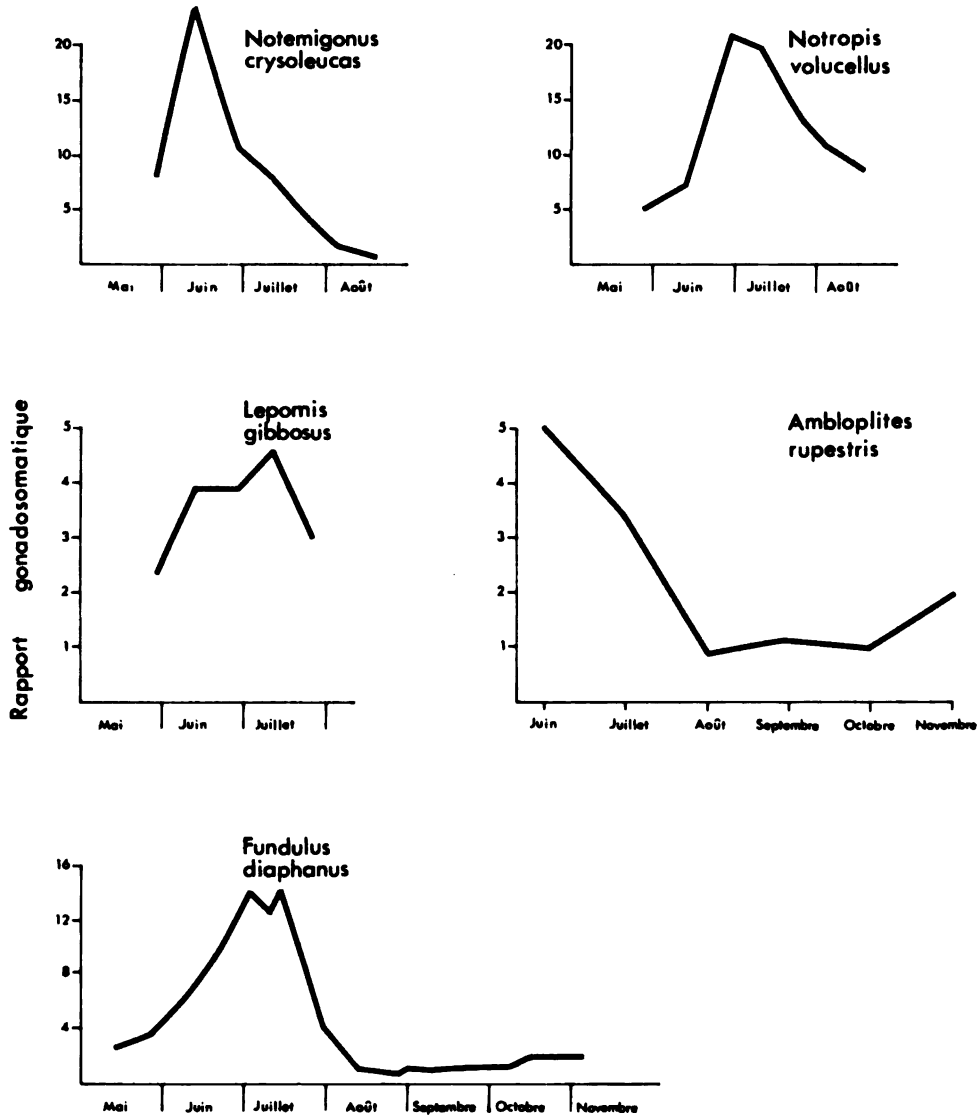 Notemigonus
crysoleucas
20
15
10
5
Mai Juin Juillet Août
Notropis
volucellus
20
15
10
5
Mai Juin Juillet Août
Rapport gonadosomatique
Lepomis
gibbosus
5
4
3
2
1
Mai Juin Juillet
Ambloplites
rupestris
5
4
3
2
1
Juin Juillet Août Septembre Octobre Novembre
Fundulus
diaphanus
16
12
8
4
Mai Juin Juillet Août Septembre Octobre Novembre